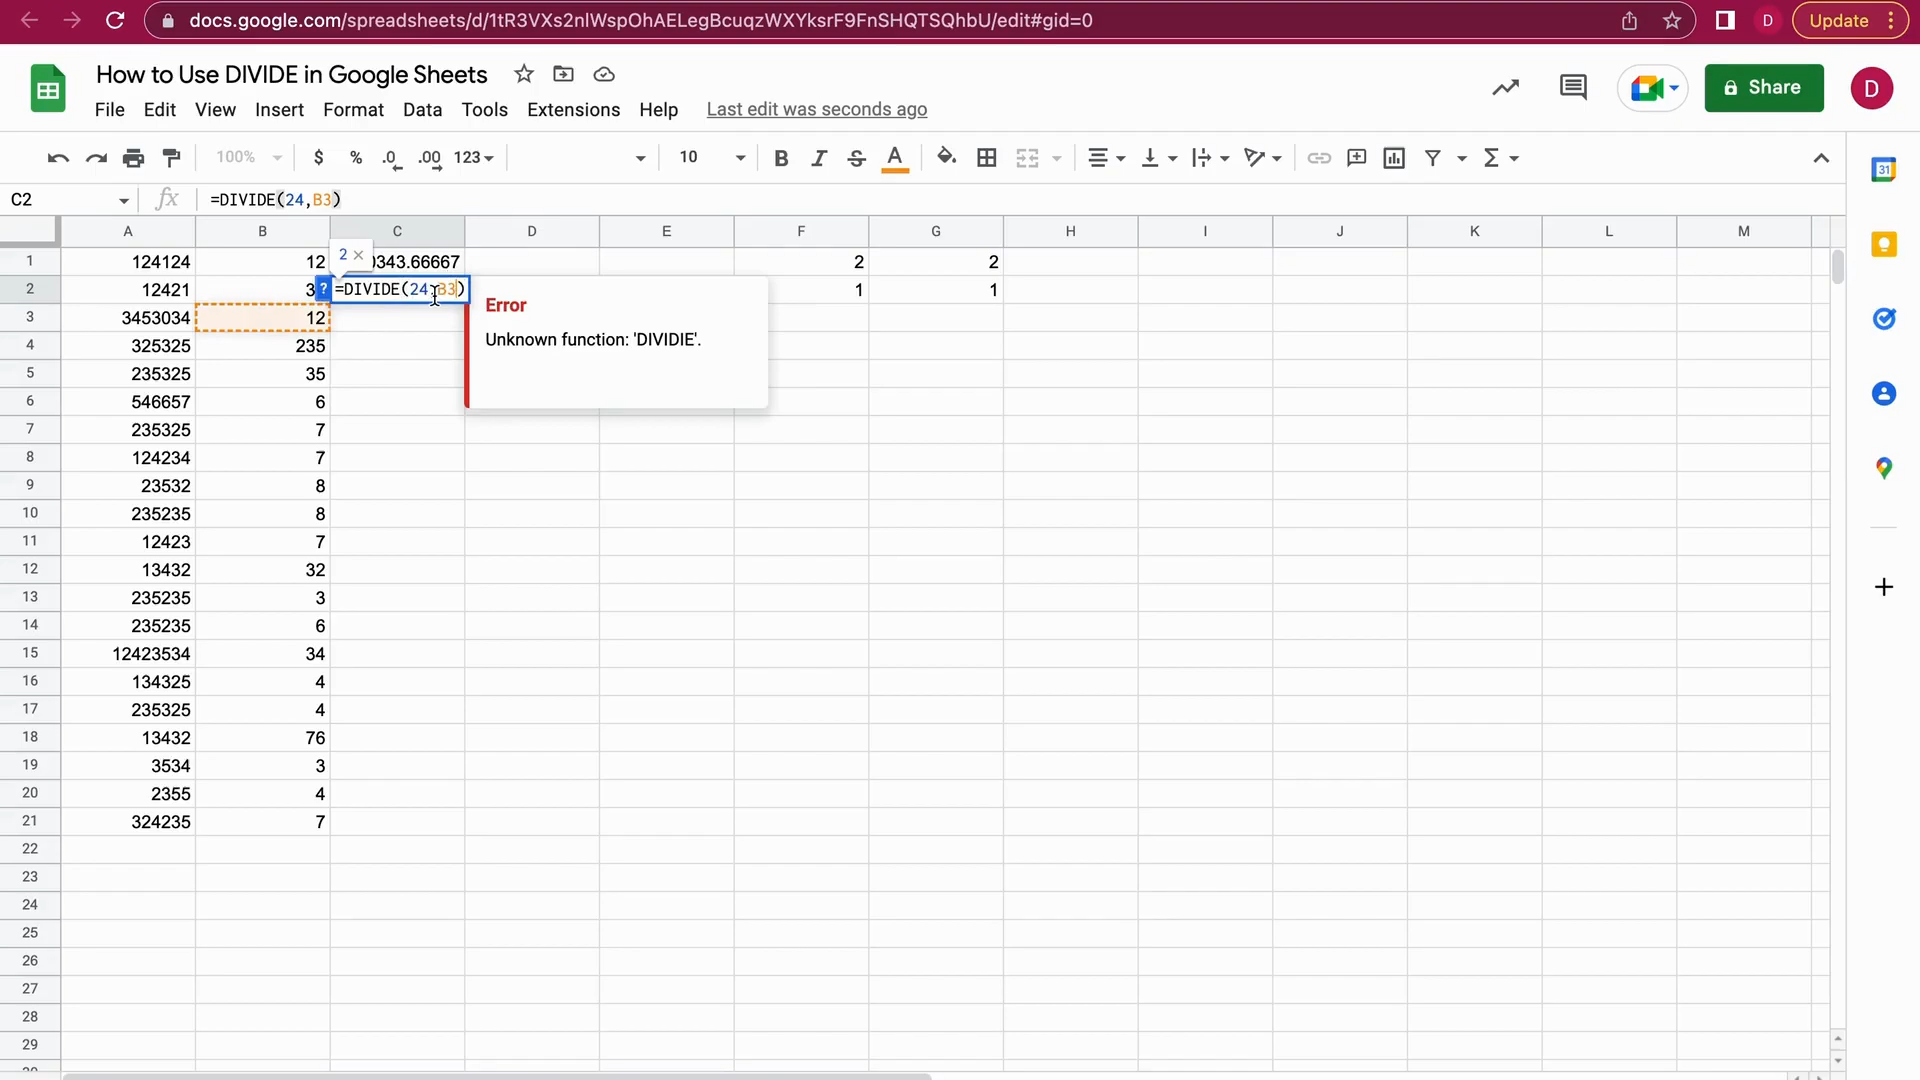 docs.google.com/spreadsheets/d/1tR3VXs2nlWspOhAELegBcuqzWXYksrF9FnSHQTSQhbU/edit#gid=0
D
Update
How to Use DIVIDE in Google Sheets
File Edit View Insert Format Data Tools Extensions Help Last edit was seconds ago
Share
D
100% $ % .0 .00 123 10 B I S A
31
C2 fx =DIVIDE(24,B3)
A B C D E F G H I J K L M
2 ×
1 124124 12 0343.66667 2 2
2 12421 3 ? =DIVIDE(24,B3) 1 1
Error
3 3453034 12
Unknown function: 'DIVIDIE'.
4 325325 235
5 235325 35
6 546657 6
7 235325 7
8 124234 7
9 23532 8
10 235235 8
11 12423 7
12 13432 32
13 235235 3
14 235235 6
15 12423534 34
16 134325 4
17 235325 4
18 13432 76
19 3534 3
20 2355 4
21 324235 7
22
23
24
25
26
27
28
29